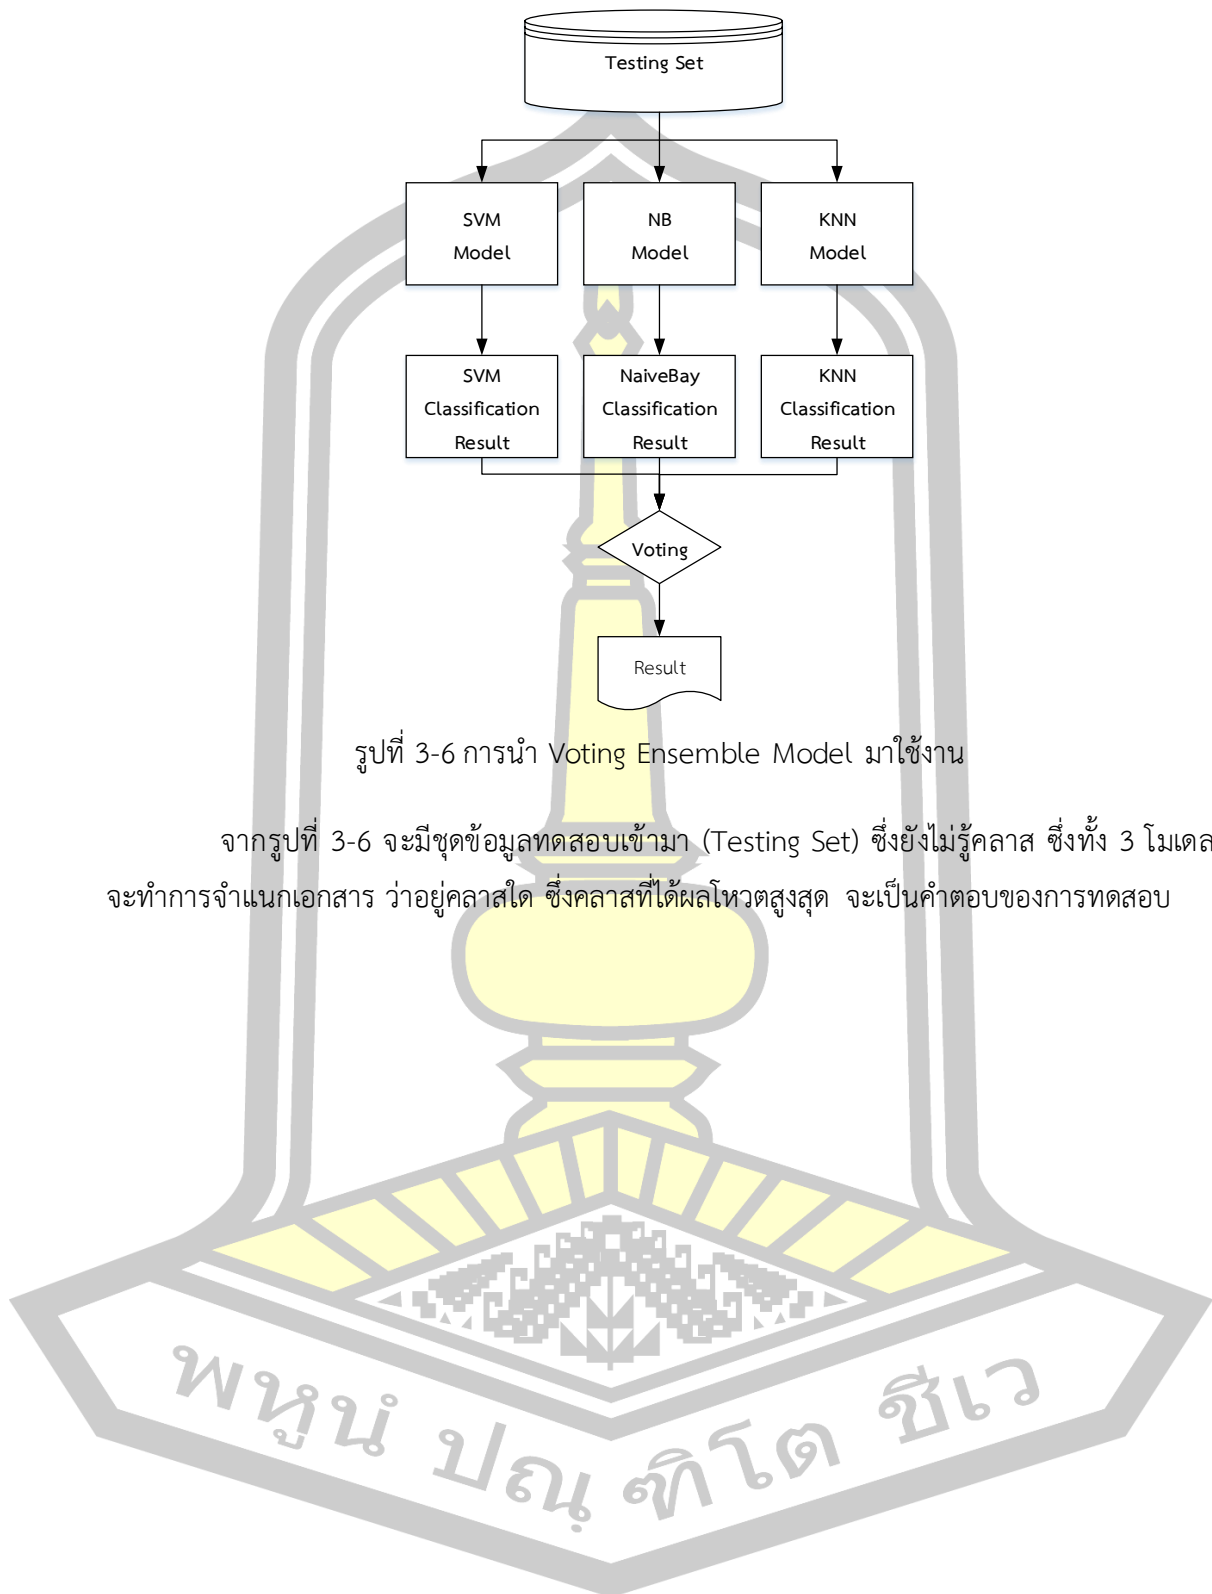 Testing Set
SVM
Model
NB
Model
KNN
Model
SVM
Classification
Result
NaiveBay
Classification
Result
KNN
Classification
Result
Voting
Result
รูปที่ 3-6 การนำ Voting Ensemble Model มาใช้งาน
จากรูปที่ 3-6 จะมีชุดข้อมูลทดสอบเข้ามา (Testing Set) ซึ่งยังไม่รู้คลาส ซึ่งทั้ง 3 โมเดล
จะทำการจำแนกเอกสาร ว่าอยู่คลาสใด ซึ่งคลาสที่ได้ผลโหวตสูงสุด จะเป็นคำตอบของการทดสอบ
พหูนํ ปณฺ ฑิโต ชีเว